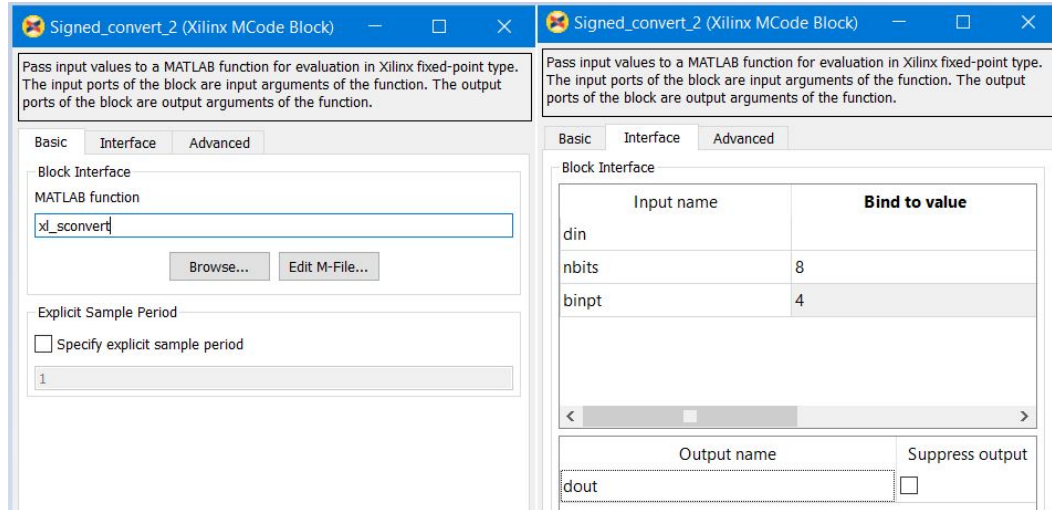 Signed_convert_2 (Xilinx MCode Block)
Pass input values to a MATLAB function for evaluation in Xilinx fixed-point type.
The input ports of the block are input arguments of the function. The output
ports of the block are output arguments of the function.
Basic Interface Advanced
Block Interface
MATLAB function
xl_sconvert
Browse... Edit M-File...
Explicit Sample Period
Specify explicit sample period
1
Signed_convert_2 (Xilinx MCode Block)
Pass input values to a MATLAB function for evaluation in Xilinx fixed-point type.
The input ports of the block are input arguments of the function. The output
ports of the block are output arguments of the function.
Basic Interface Advanced
Block Interface
Input name Bind to value
din
nbits 8
binpt 4
Output name Suppress output
dout